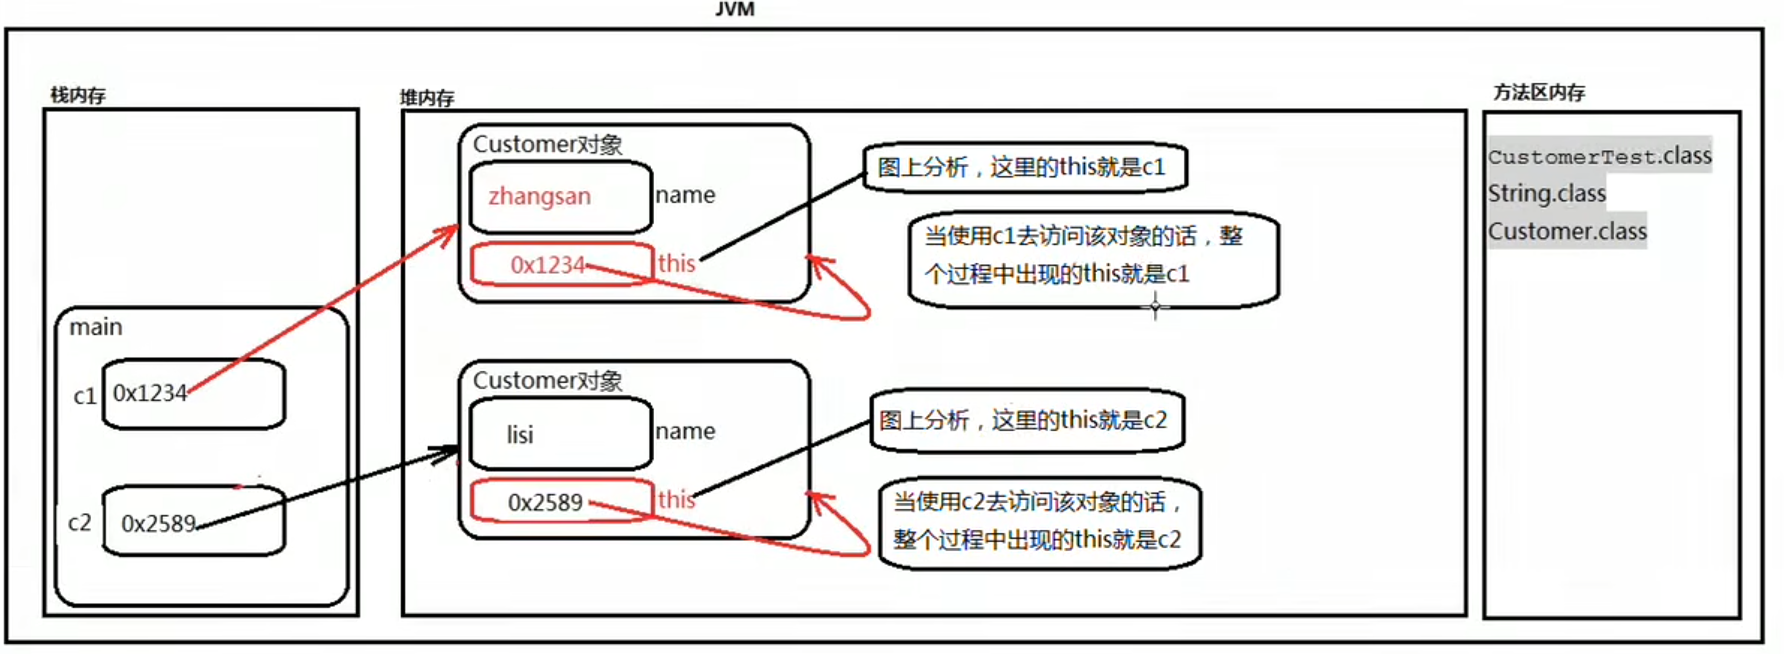 JVM
栈内存
main
c1
0x1234
c2
0x2589
堆内存
Customer对象
zhangsan
name
0x1234
this
图上分析，这里的this就是c1
当使用c1去访问该对象的话，整
个过程中出现的this就是c1
Customer对象
lisi
name
0x2589
this
图上分析，这里的this就是c2
当使用c2去访问该对象的话，
整个过程中出现的this就是c2
方法区内存
CustomerTest.class
String.class
Customer.class